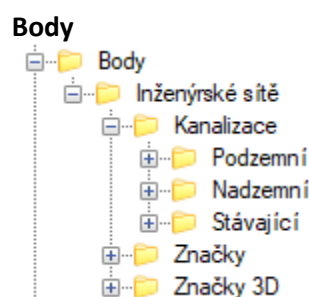 Body
Body
Inženýrské sítě
Kanalizace
Podzemní
Nadzemní
Stávající
Značky
Značky 3D